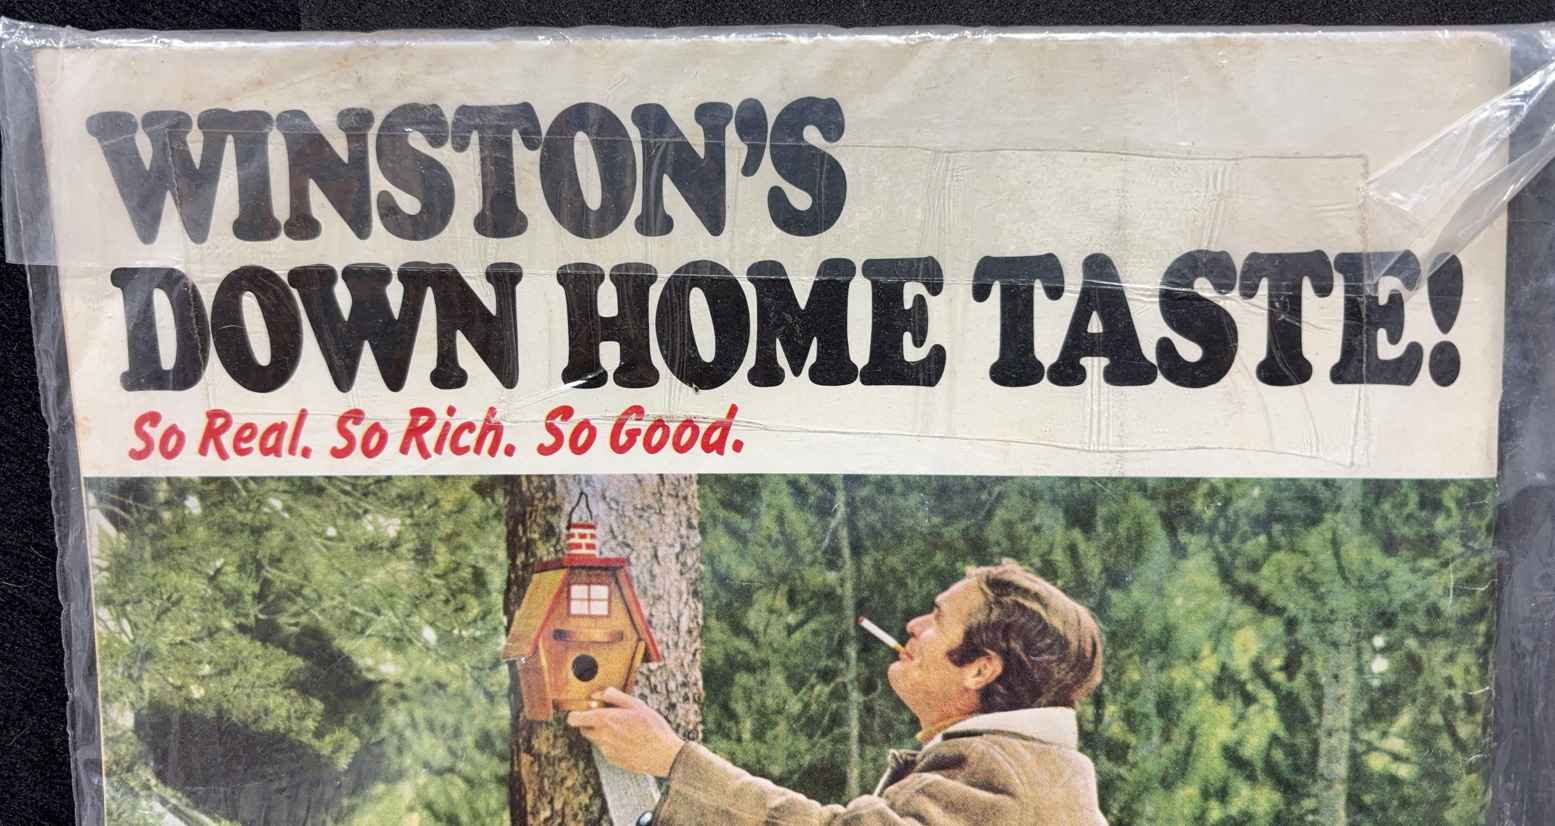 WINSTON'S
DOWN HOME TASTE!
So Real. So Rich. So Good.